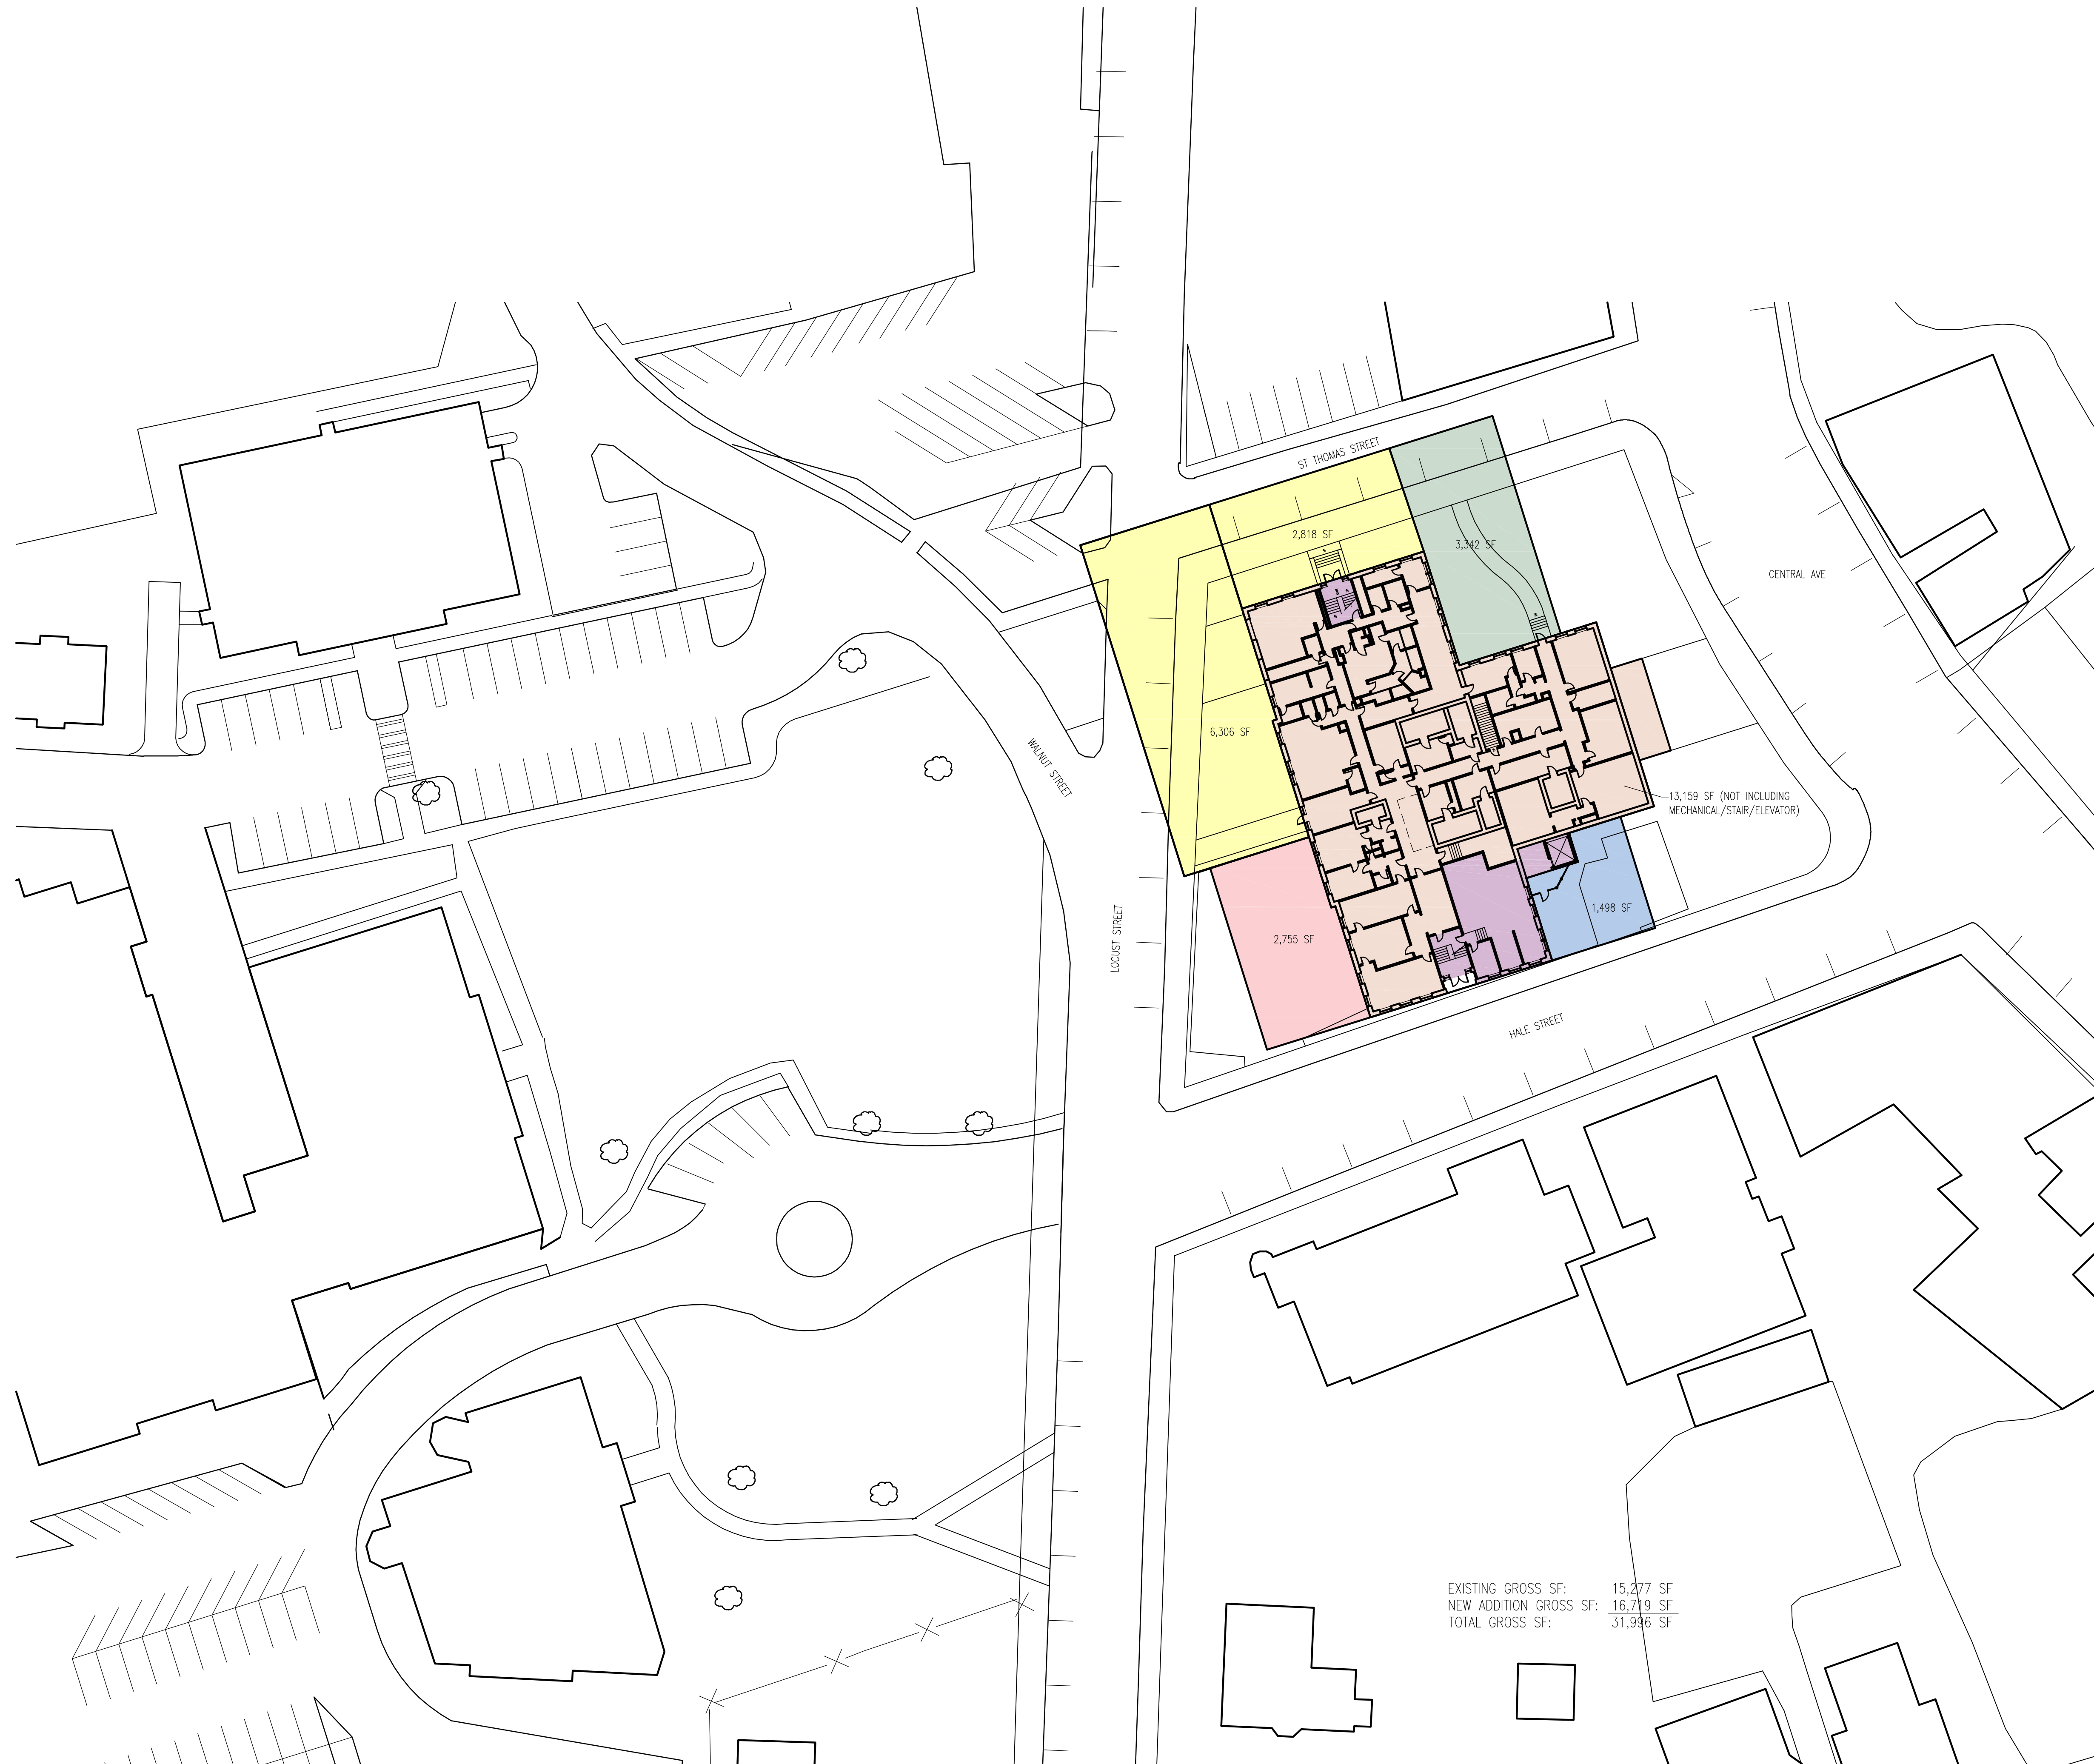 ST THOMAS STREET
2,818 SF
3,342 SF
CENTRAL AVE
6,306 SF
WALNUT STREET
13,159 SF (NOT INCLUDING
MECHANICAL/STAIR/ELEVATOR)
1,498 SF
LOCUST STREET
2,755 SF
HALE STREET
EXISTING GROSS SF: 15,277 SF
NEW ADDITION GROSS SF: 16,719 SF
TOTAL GROSS SF: 31,996 SF